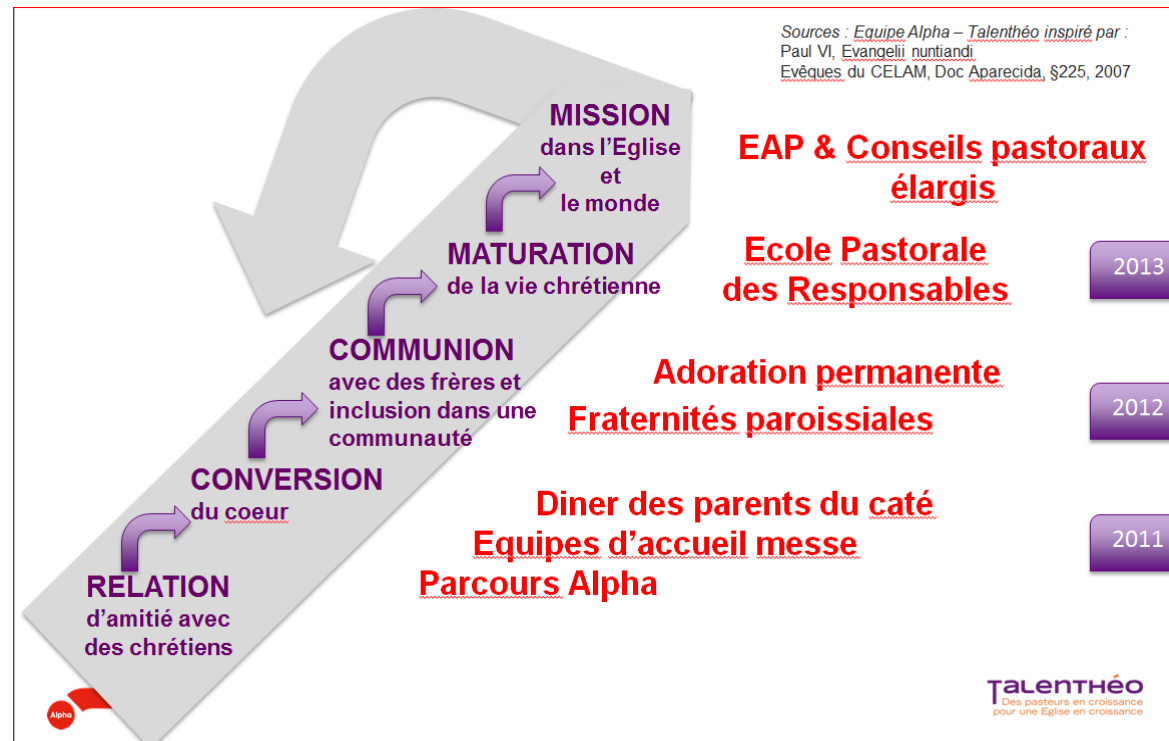 Sources : Equipe Alpha – Talenthéo inspiré par :
Paul VI, Evangelii nuntiandi
Evêques du CELAM, Doc Aparecida, §225, 2007
MISSION
dans l'Eglise
et
le monde
EAP & Conseils pastoraux
élargis
MATURATION
de la vie chrétienne
Ecole Pastorale
des Responsables
2013
COMMUNION
avec des frères et
inclusion dans une
communauté
Adoration permanente
Fraternités paroissiales
2012
CONVERSION
du coeur
Diner des parents du caté
Equipes d'accueil messe
Parcours Alpha
2011
RELATION
d'amitié avec
des chrétiens
Alpha
TALENTHÉO
Des pasteurs en croissance
pour une Eglise en croissance